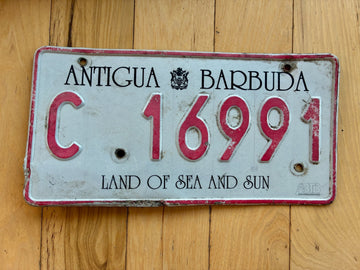 ANTIGUA BARBUDA
C 16991
LAND OF SEA AND SUN